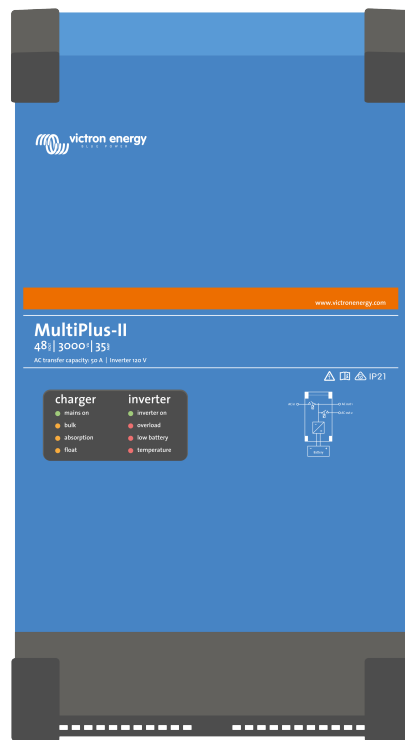 victron energy
BLUE POWER
www.victronenergy.com
MultiPlus-II
48 | 3000 | 35
AC transfer capacity: 50 A | Inverter 120 V
IP21
charger inverter
mains on inverter on
bulk overload
absorption low battery
float temperature